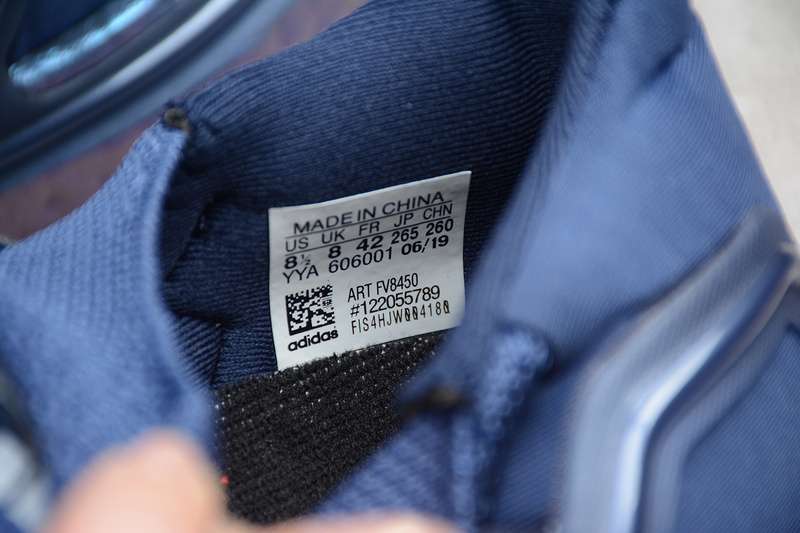 MADE IN CHINA
US UK FR JP CHN
8½ 8 42 265 260
YYA 606001 06/19
ART FV8450
#122055789
FIS4HJW004180
adidas